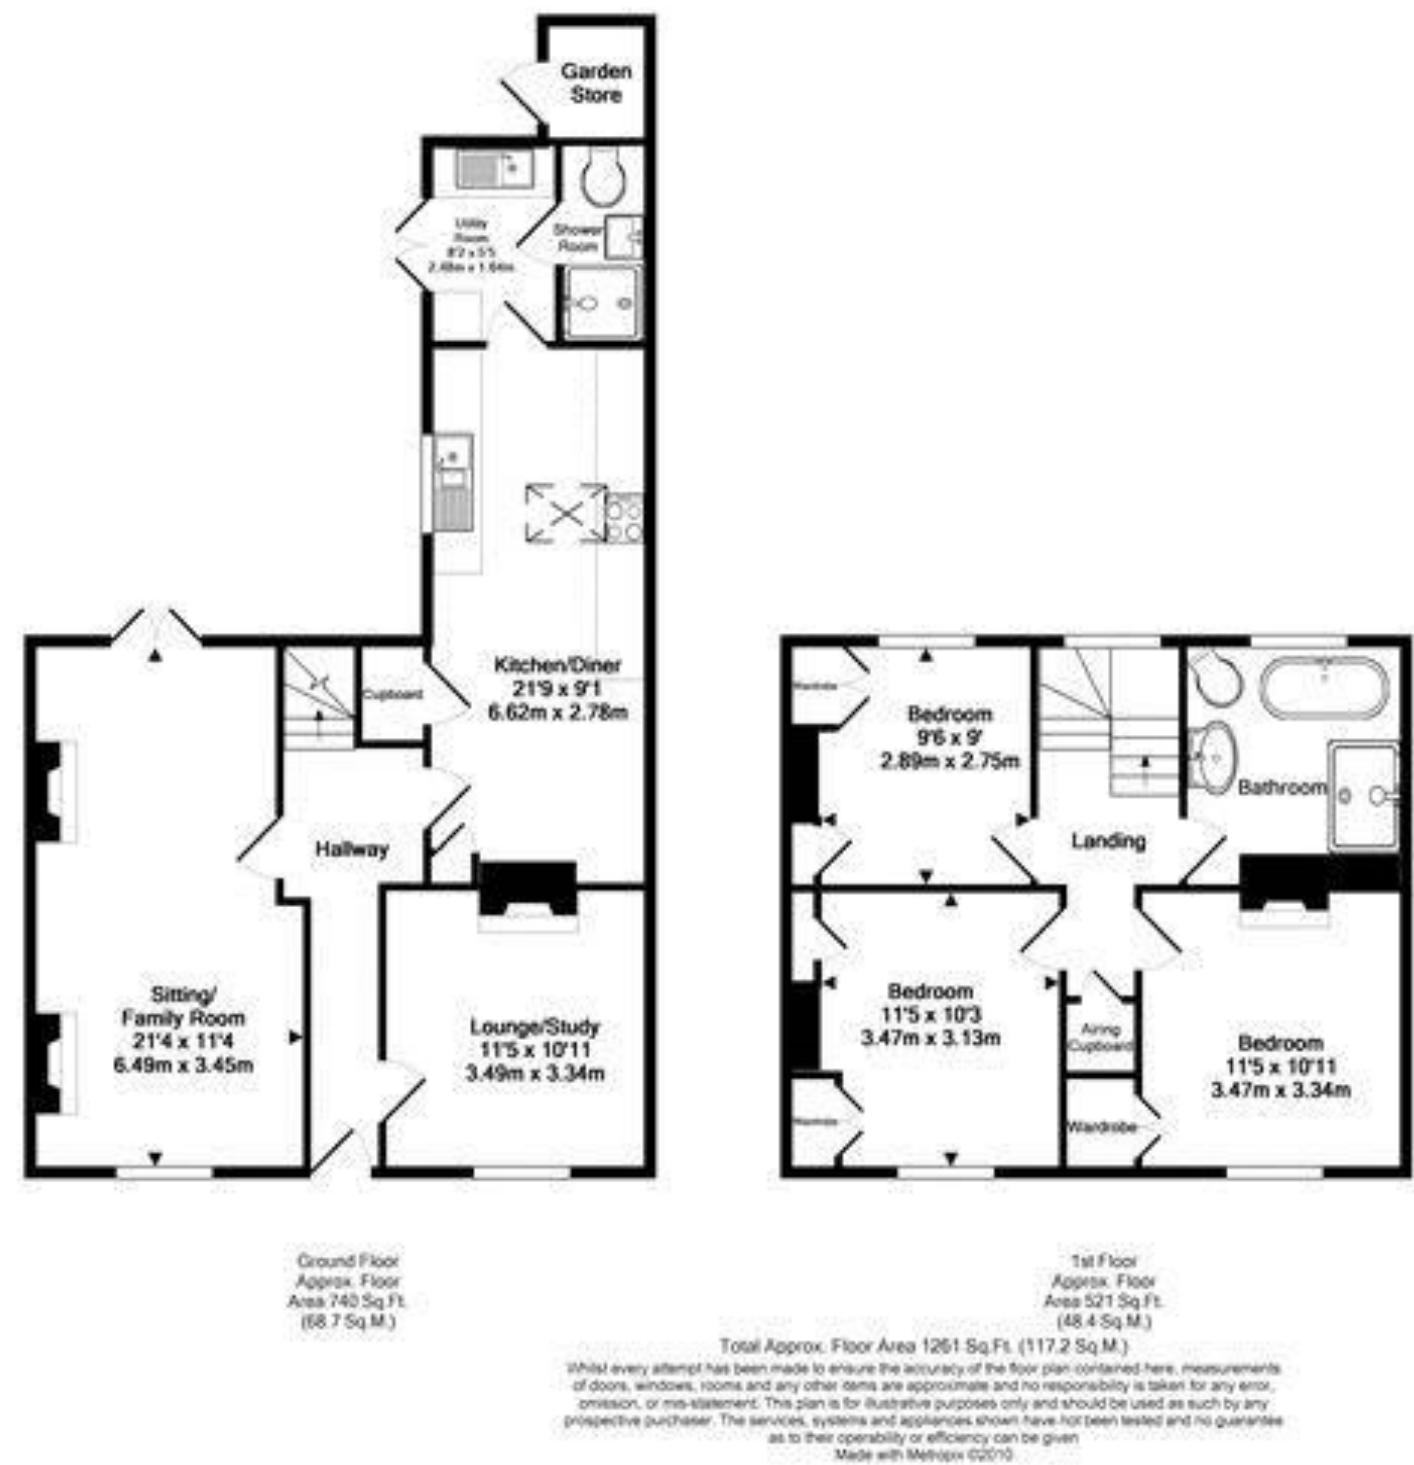 Garden
Store
Utility
Room
8'2 x 5'5
2.48m x 1.64m
Shower
Room
Kitchen/Diner
21'9 x 9'1
6.62m x 2.78m
Cupboard
Hallway
Sitting/
Family Room
21'4 x 11'4
6.49m x 3.45m
Lounge/Study
11'5 x 10'11
3.49m x 3.34m
Wardrobe
Bedroom
9'6 x 9'
2.89m x 2.75m
Bathroom
Landing
Bedroom
11'5 x 10'3
3.47m x 3.13m
Airing
Cupboard
Bedroom
11'5 x 10'11
3.47m x 3.34m
Wardrobe
Wardrobe
Ground Floor
Approx. Floor
Area 740 Sq.Ft.
(68.7 Sq.M.)
1st Floor
Approx. Floor
Area 521 Sq.Ft.
(48.4 Sq.M.)
Total Approx. Floor Area 1261 Sq.Ft. (117.2 Sq.M.)
Whilst every attempt has been made to ensure the accuracy of the floor plan contained here, measurements
of doors, windows, rooms and any other items are approximate and no responsibility is taken for any error,
omission, or mis-statement. This plan is for illustrative purposes only and should be used as such by any
prospective purchaser. The services, systems and appliances shown have not been tested and no guarantee
as to their operability or efficiency can be given
Made with Metropix ©2010